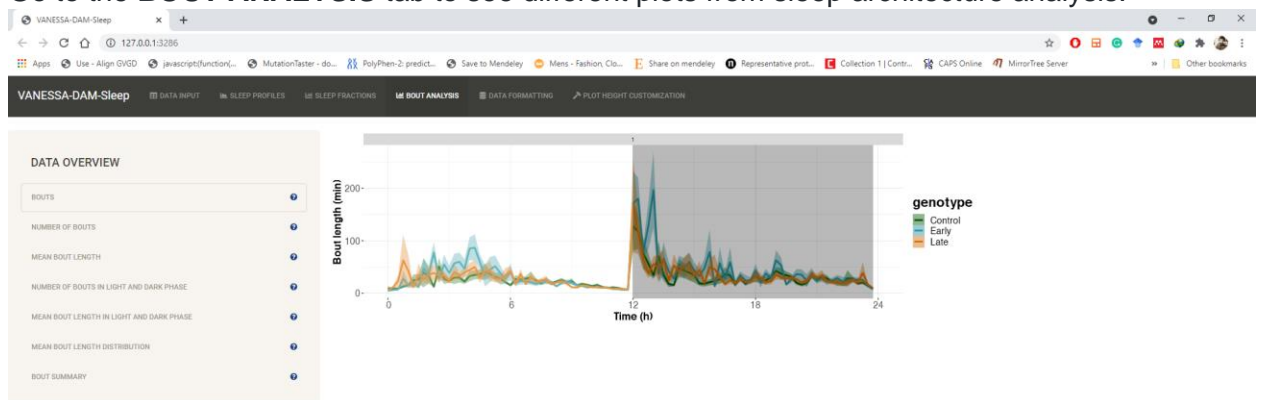 Go to the BOUT ANALYSIS tab to see different plots from sleep architecture analysis.
VANESSA-DAM-Sleep × +
127.0.0.1:3286
Apps Use - Align GVGD javascript(function(... MutationTaster - do... PolyPhen-2: predict... Save to Mendeley Mens - Fashion, Clo... Share on mendeley Representative prot... Collection 1 | Contr... CAPS Online MirrorTree Server » Other bookmarks
VANESSA-DAM-Sleep DATA INPUT SLEEP PROFILES SLEEP FRACTIONS BOUT ANALYSIS DATA FORMATTING PLOT HEIGHT CUSTOMIZATION
DATA OVERVIEW
BOUTS
NUMBER OF BOUTS
MEAN BOUT LENGTH
NUMBER OF BOUTS IN LIGHT AND DARK PHASE
MEAN BOUT LENGTH IN LIGHT AND DARK PHASE
MEAN BOUT LENGTH DISTRIBUTION
BOUT SUMMARY
1
Bout length (min)
200
100
0
0 6 12 18 24
Time (h)
genotype
Control
Early
Late